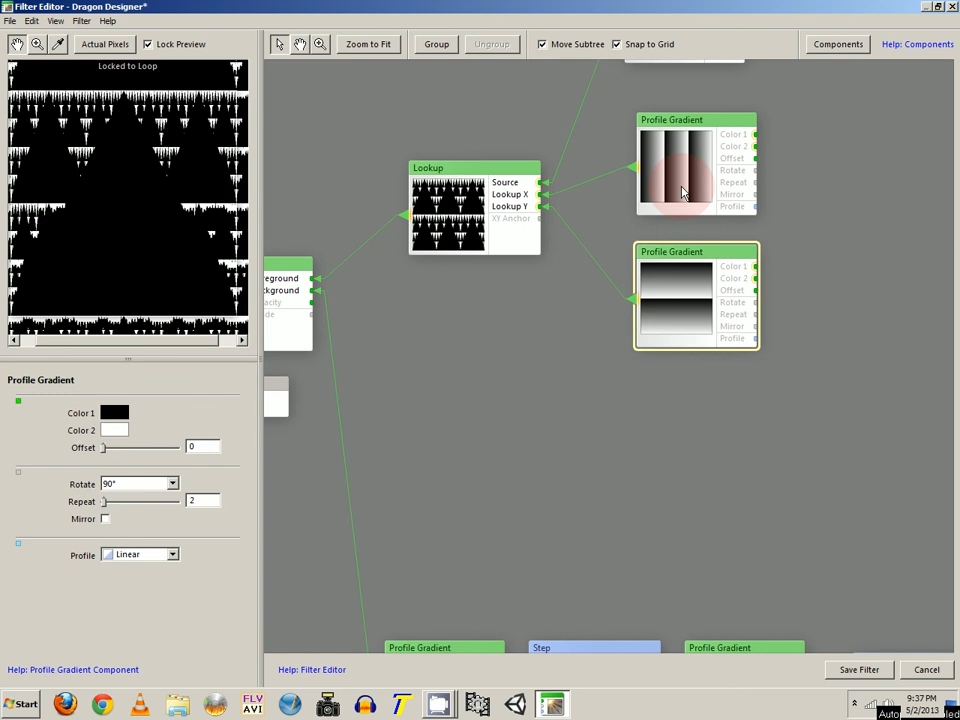 Filter Editor - Dragon Designer*
File Edit View Filter Help
Actual Pixels Lock Preview Zoom to Fit Group Ungroup Move Subtree Snap to Grid Components Help: Components
Locked to Loop
Profile Gradient
Color 1
Color 2
Offset
Rotate
Repeat
Mirror
Profile
Lookup
Source
Lookup X
Lookup Y
XY Anchor
Profile Gradient
Color 1
Color 2
Offset
Rotate
Repeat
Mirror
Profile
eground
kground
acity
de
Profile Gradient
Color 1
Color 2
Offset 0
Rotate 90°
Repeat 2
Mirror
Profile Linear
Profile Gradient Step Profile Gradient
Help: Profile Gradient Component Help: Filter Editor Save Filter Cancel
Start FLV AVI 9:37 PM
5/2/2013